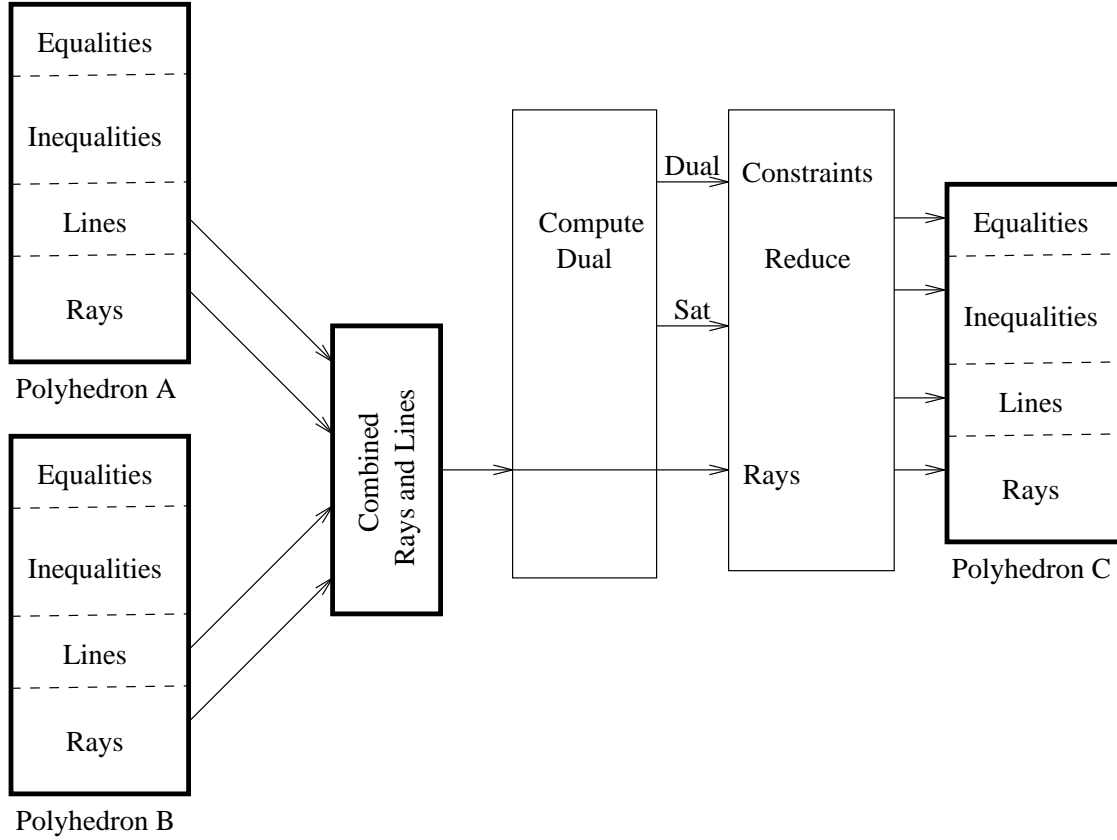 Equalities
Inequalities
Lines
Rays
Polyhedron A
Equalities
Inequalities
Lines
Rays
Polyhedron B
Combined
Rays and Lines
Compute
Dual
Dual
Sat
Constraints
Reduce
Rays
Equalities
Inequalities
Lines
Rays
Polyhedron C